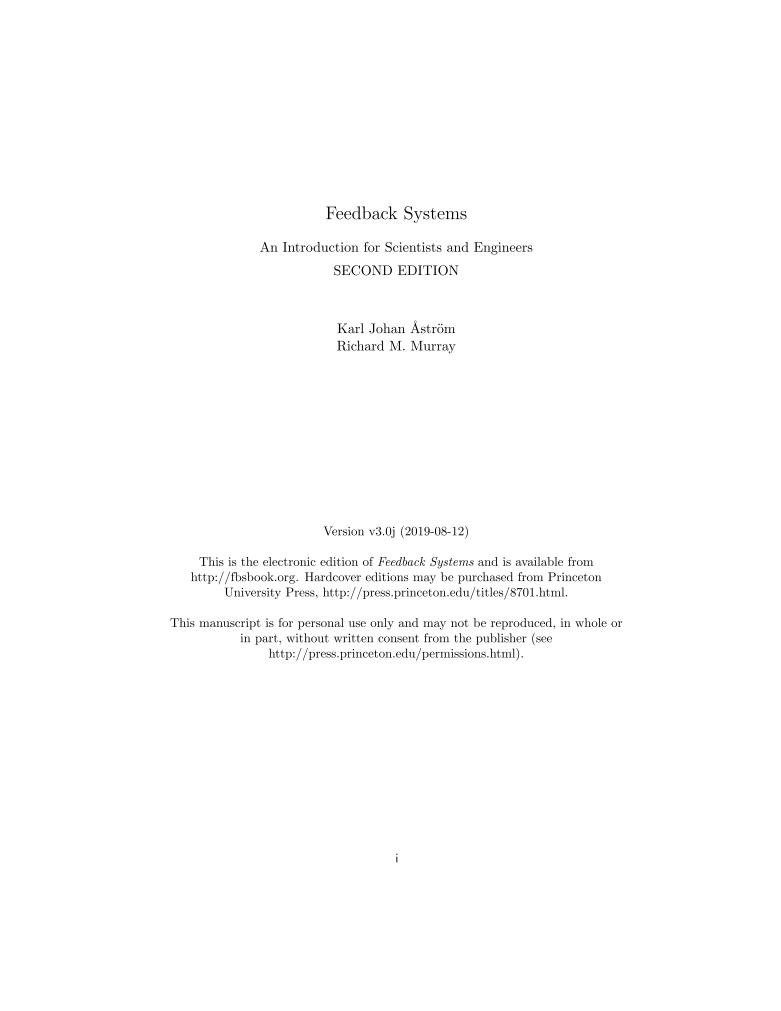 Feedback Systems
An Introduction for Scientists and Engineers
SECOND EDITION
Karl Johan Åström
Richard M. Murray
Version v3.0j (2019-08-12)
This is the electronic edition of Feedback Systems and is available from
http://fbsbook.org. Hardcover editions may be purchased from Princeton
University Press, http://press.princeton.edu/titles/8701.html.
This manuscript is for personal use only and may not be reproduced, in whole or
in part, without written consent from the publisher (see
http://press.princeton.edu/permissions.html).
i